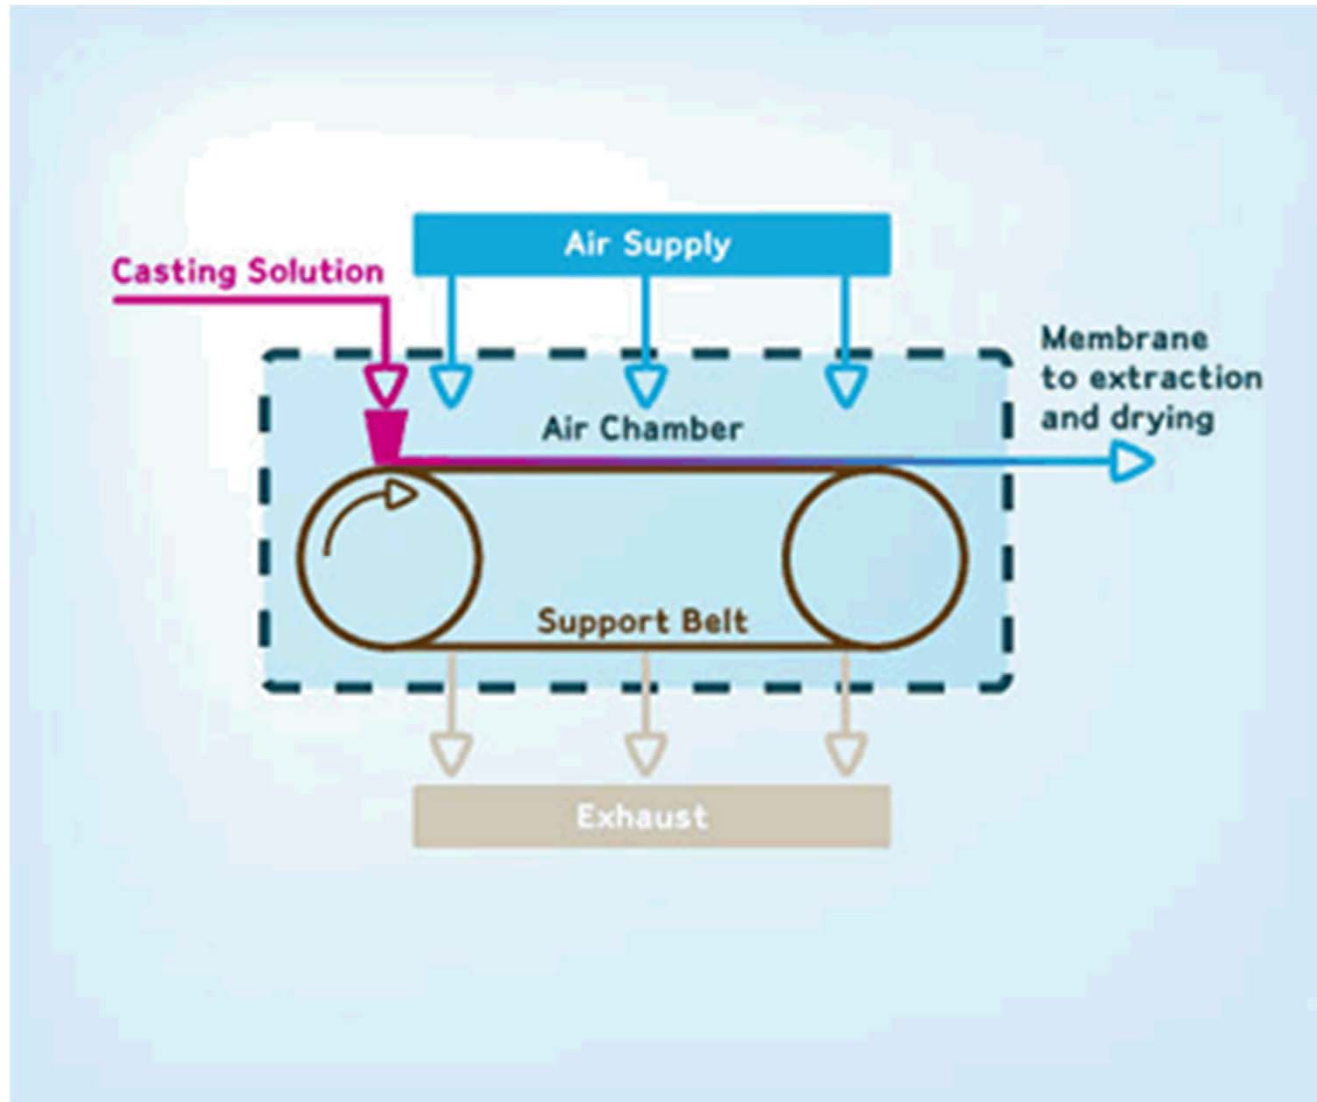 Air Supply
Casting Solution
Membrane
to extraction
and drying
Air Chamber
Support Belt
Exhaust